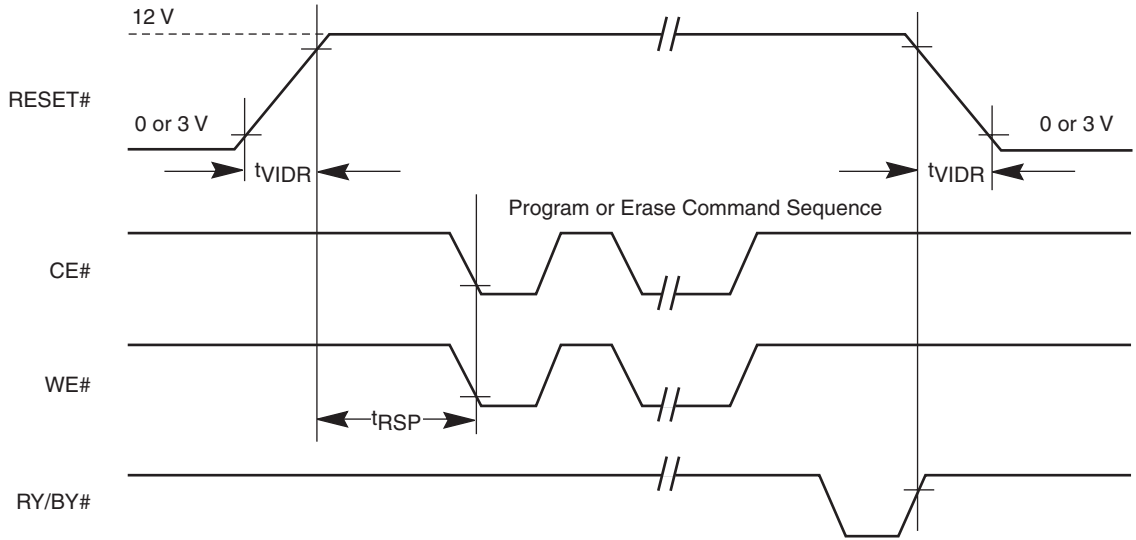 12 V
RESET#
0 or 3 V
0 or 3 V
tVIDR
tVIDR
Program or Erase Command Sequence
CE#
WE#
tRSP
RY/BY#